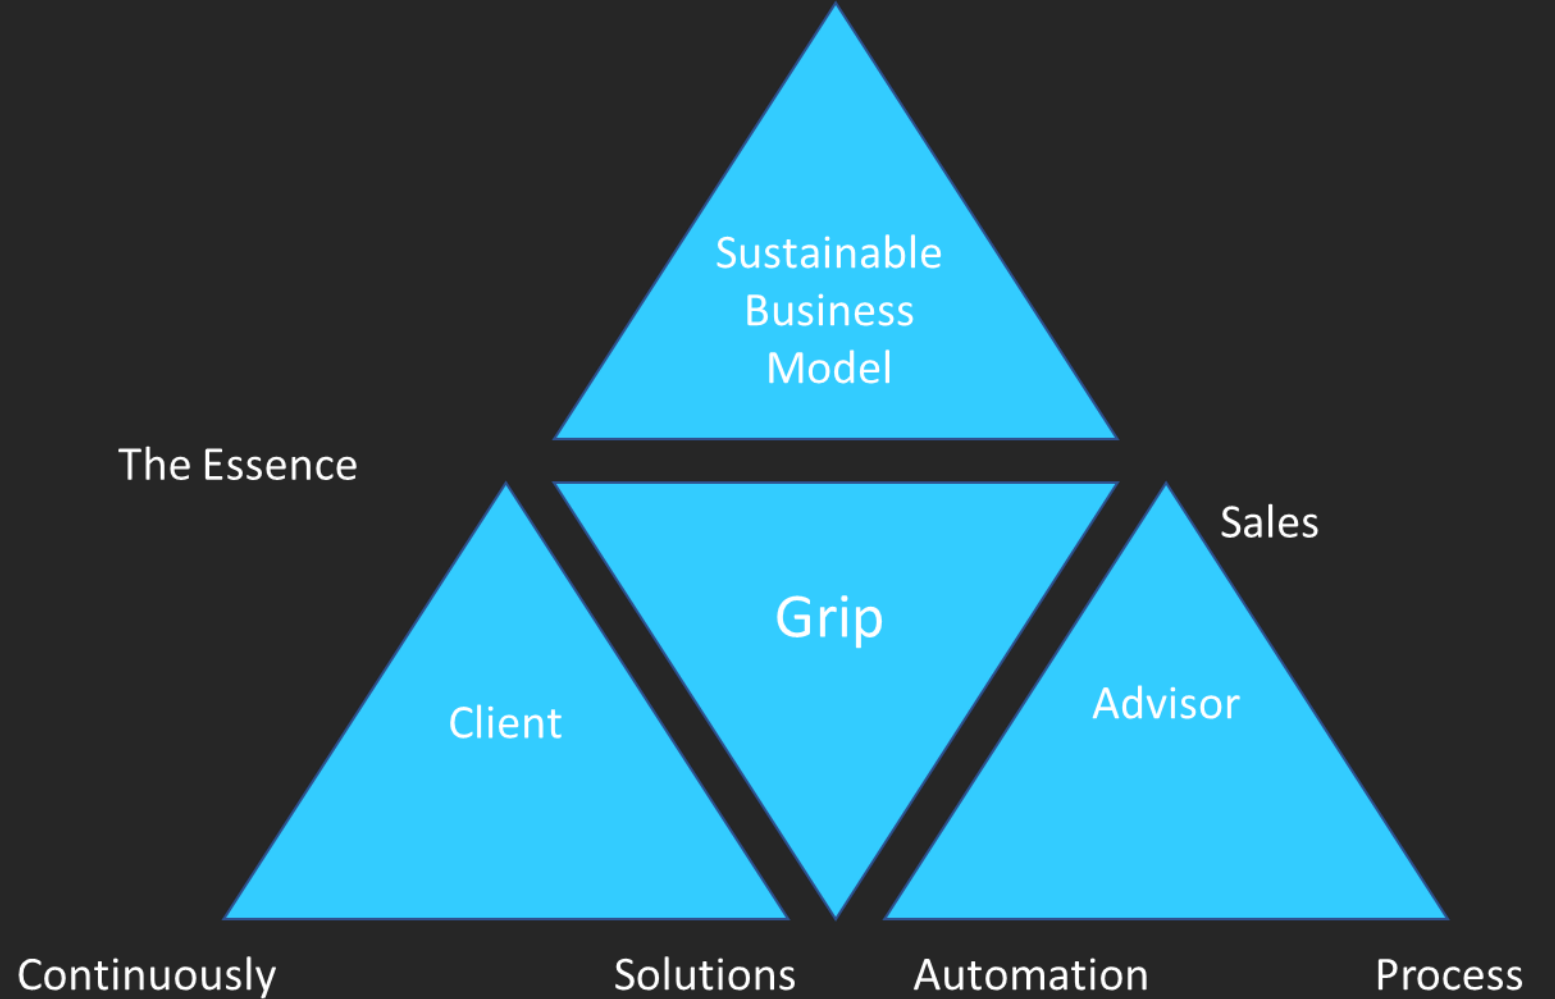 Sustainable
Business
Model
The Essence
Sales
Grip
Client
Advisor
Continuously
Solutions
Automation
Process